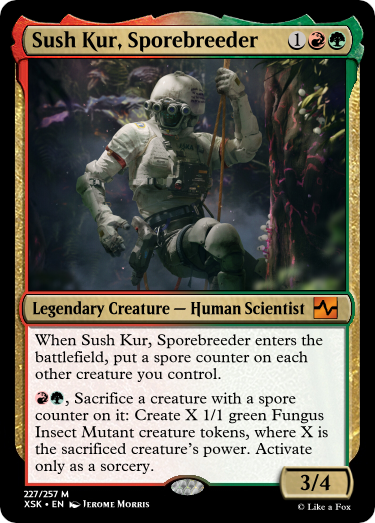 Sush Kur, Sporebreeder 1
Legendary Creature — Human Scientist
When Sush Kur, Sporebreeder enters the
battlefield, put a spore counter on each
other creature you control.
, Sacrifice a creature with a spore
counter on it: Create X 1/1 green Fungus
Insect Mutant creature tokens, where X is
the sacrificed creature's power. Activate
only as a sorcery.
3/4
227/257 M
XSK • EN Jerome Morris
© Like a Fox